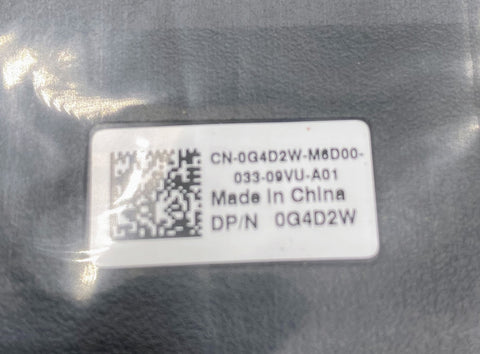 CN-0G4D2W-M6D00-
033-09VU-A01
Made in China
DP/N 0G4D2W